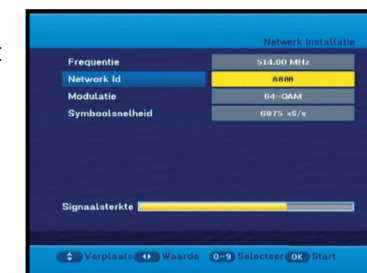 Netwerk Installatie
Frequentie 514.00 MHz
Network Id 8888
Modulatie 64-QAM
Symboolsnelheid 6875 kS/s
Signaalsterkte
Verplaats Waarde 0-9 Selecteer OK Start